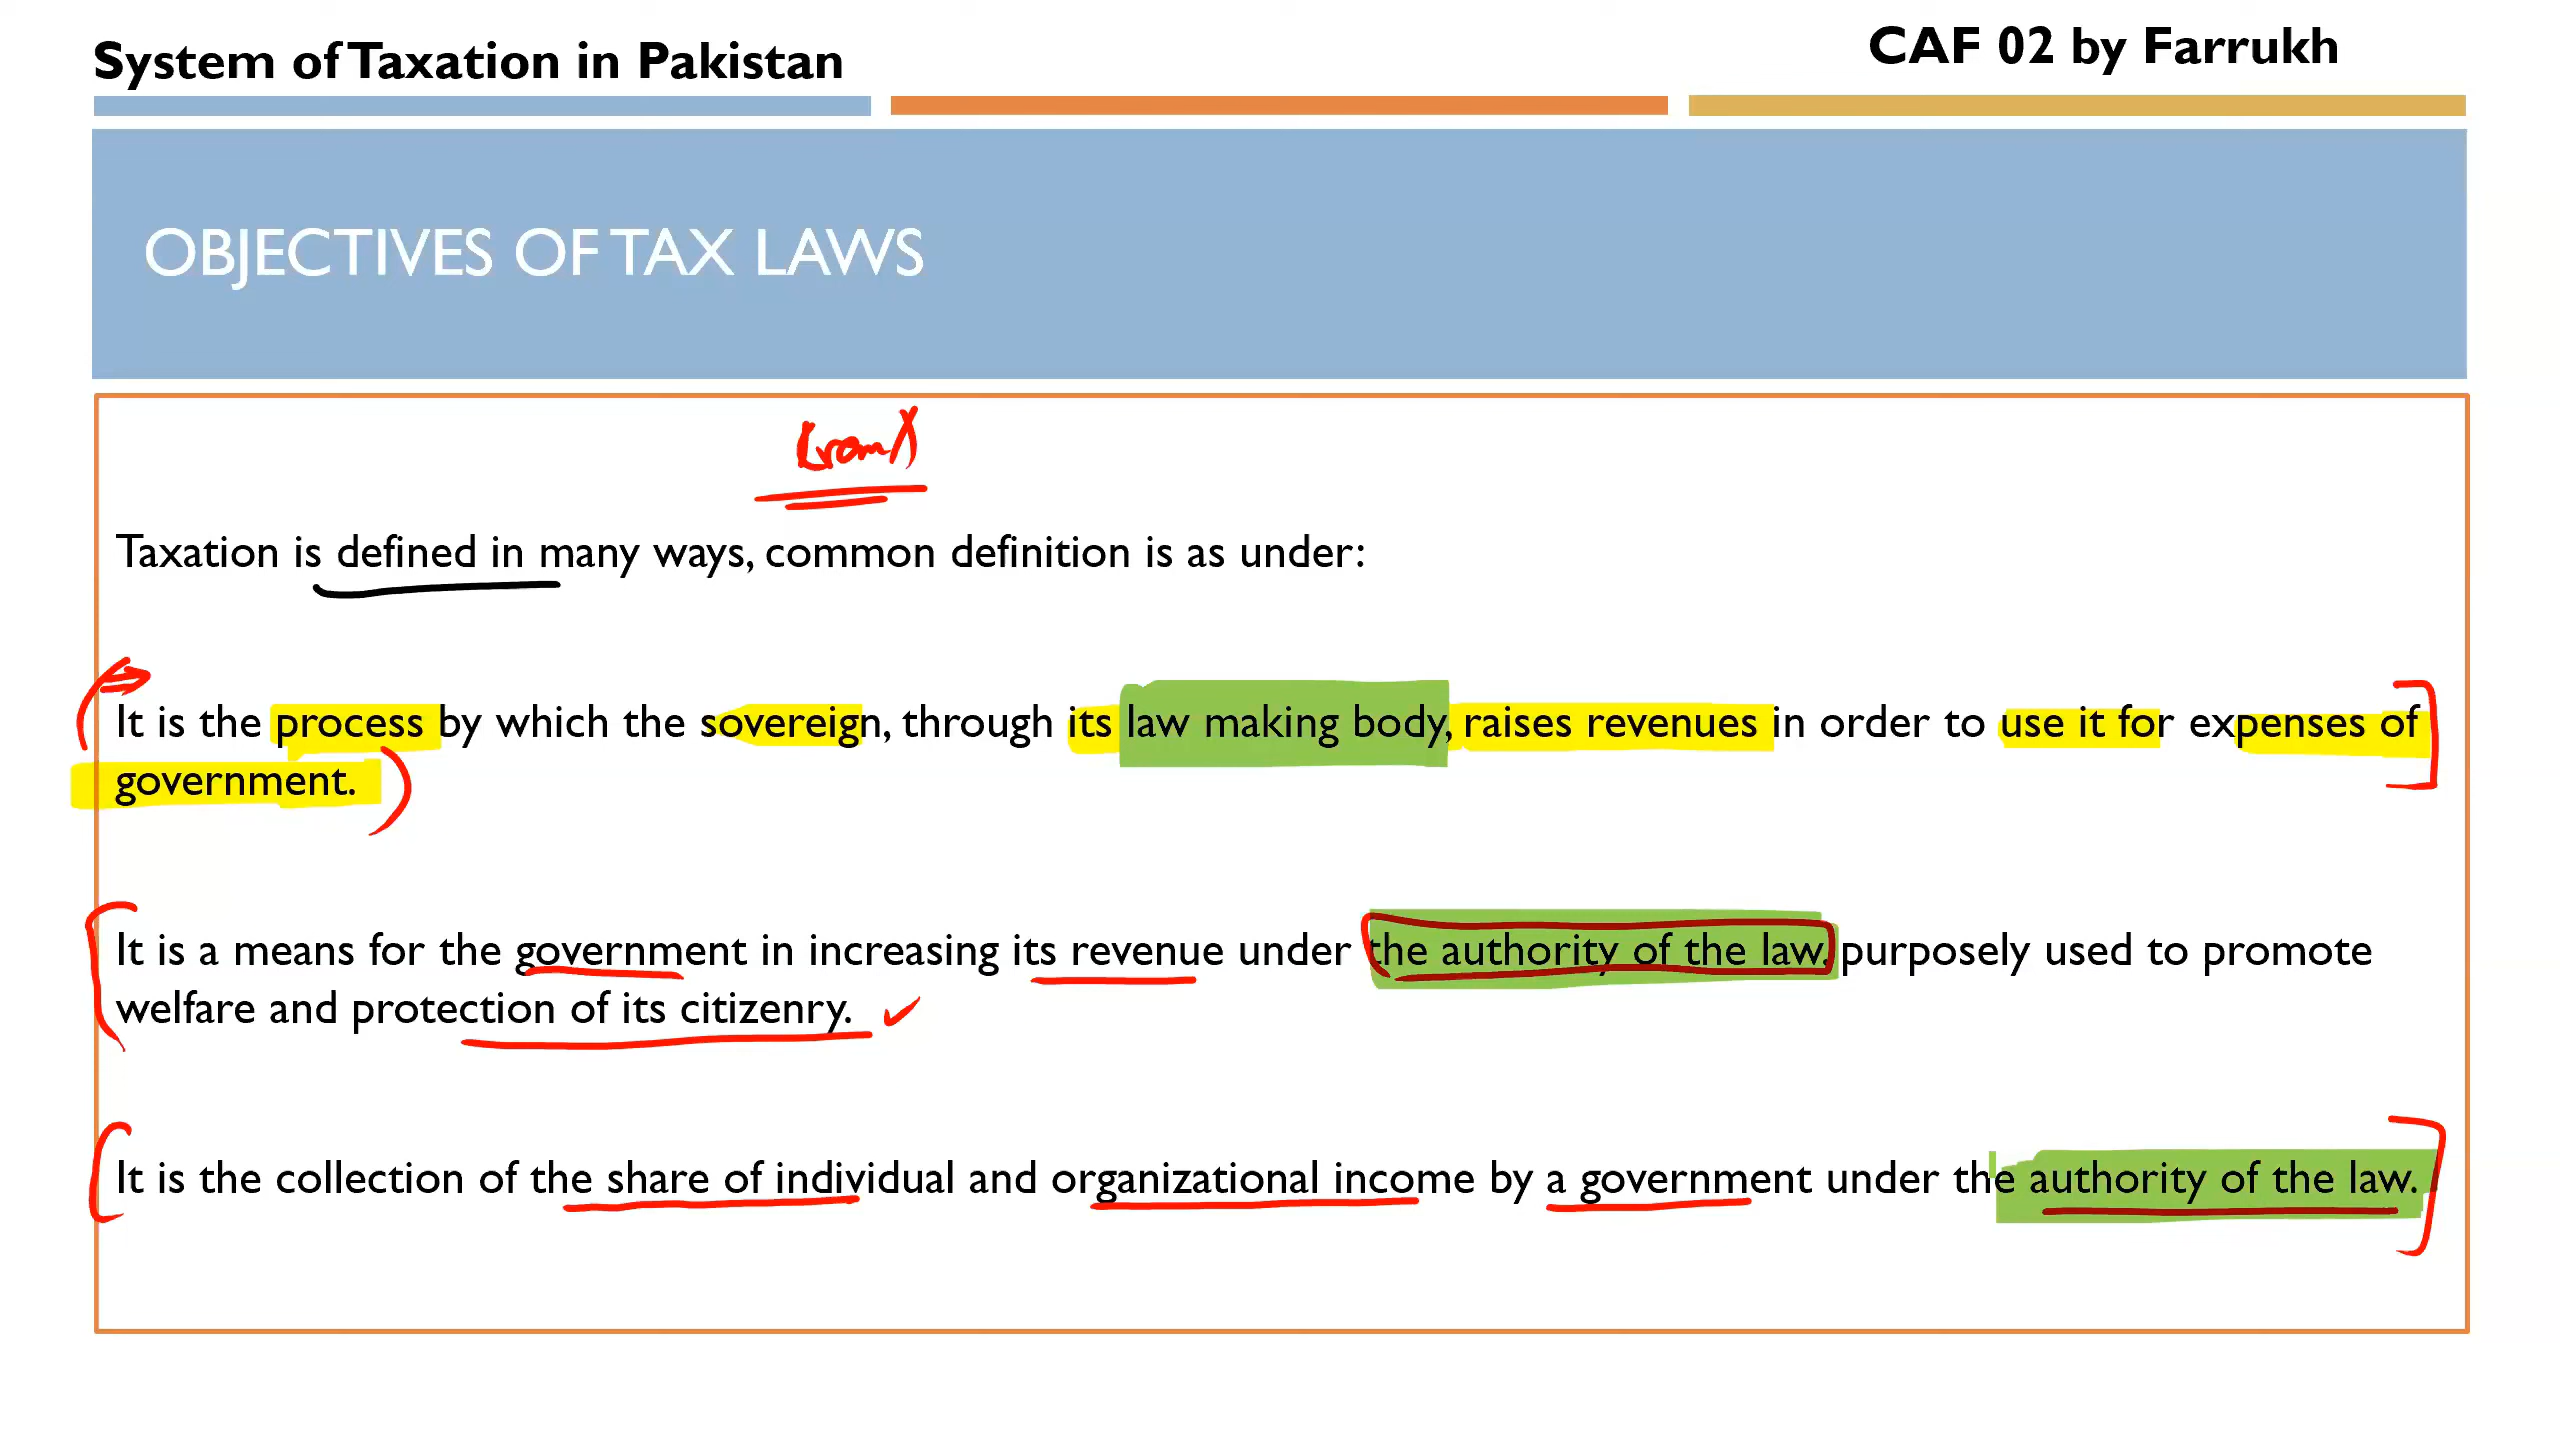 System of Taxation in Pakistan
CAF 02 by Farrukh
OBJECTIVES OF TAX LAWS
Taxation is defined in many ways, common definition is as under:
It is the process by which the sovereign, through its law making body, raises revenues in order to use it for expenses of
government.
It is a means for the government in increasing its revenue under the authority of the law, purposely used to promote
welfare and protection of its citizenry.
It is the collection of the share of individual and organizational income by a government under the authority of the law.